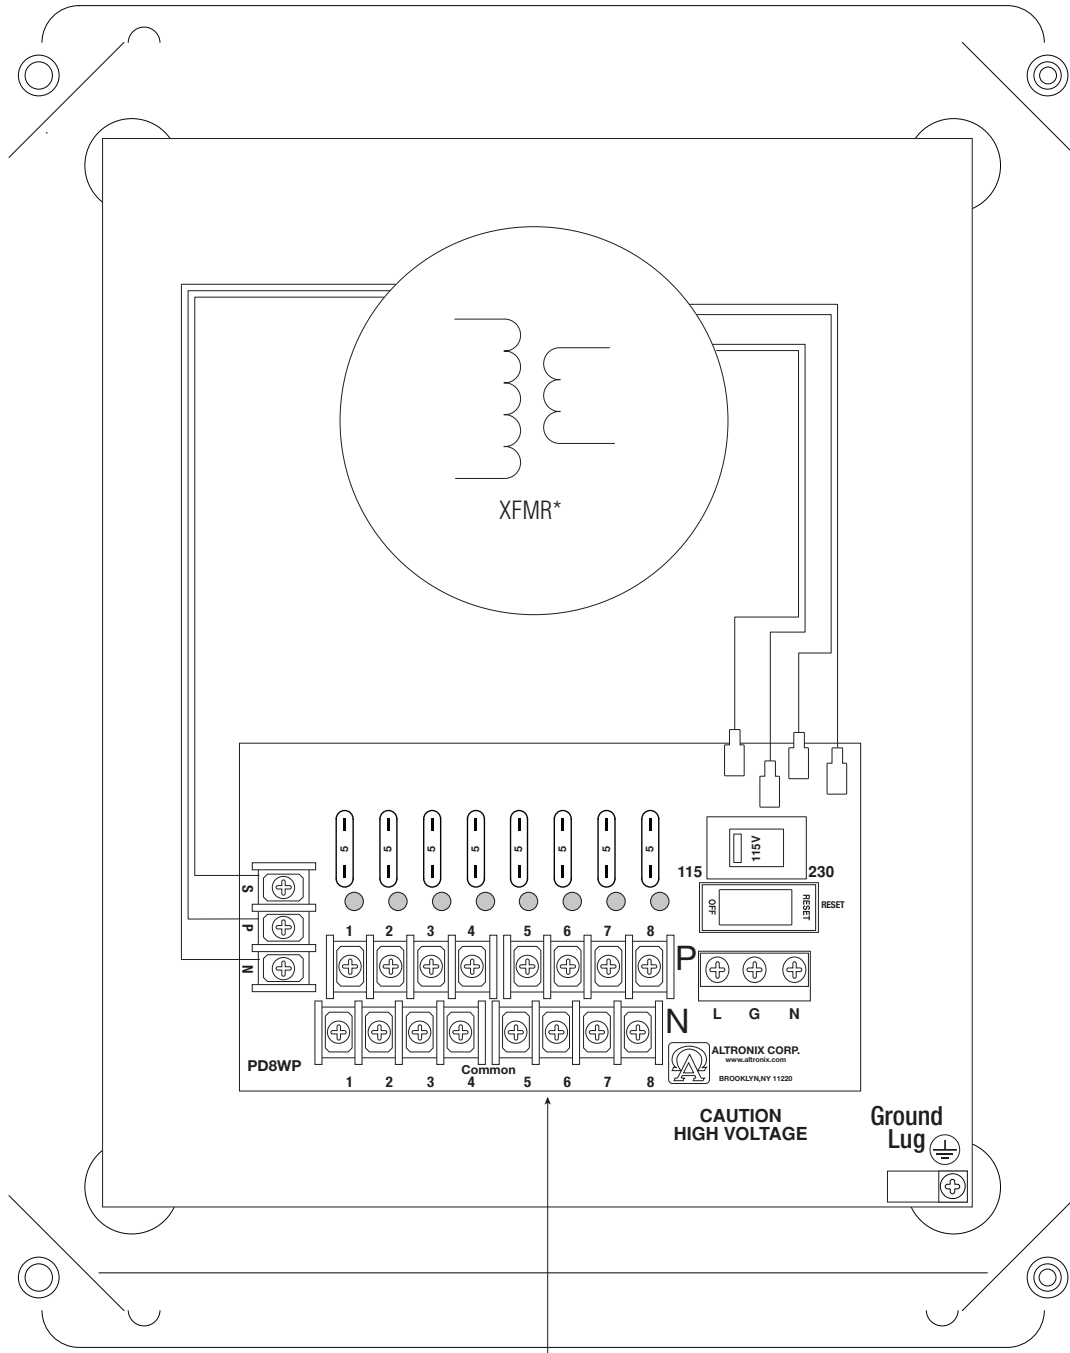 XFMR*
5 5 5 5 5 5 5 5
115V
115 230
OFF RESET RESET
S
P
N
1 2 3 4 5 6 7 8
P
N
L G N
PD8WP
Common
1 2 3 4 5 6 7 8
ALTRONIX CORP.
www.altronix.com
BROOKLYN,NY 11220
CAUTION
HIGH VOLTAGE
Ground
Lug